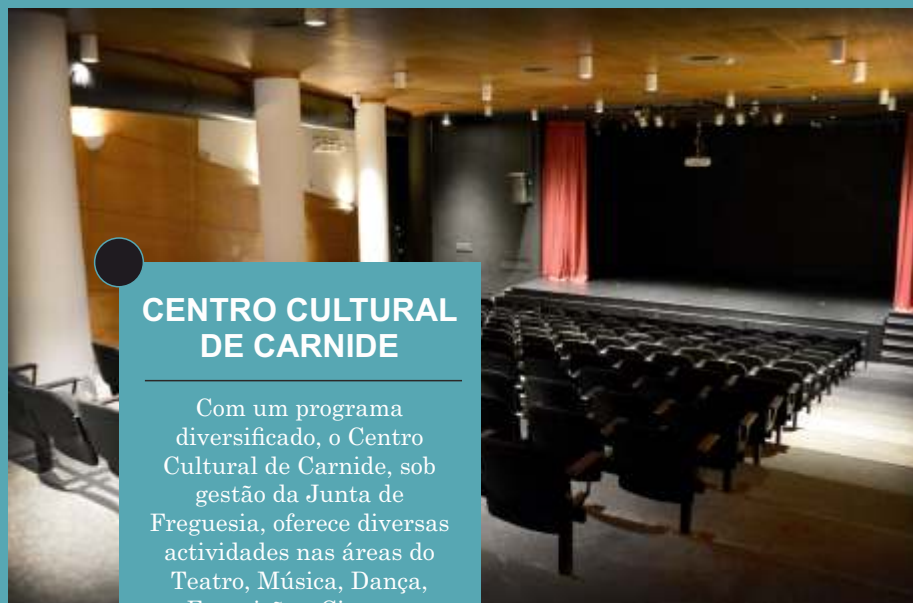 CENTRO CULTURAL
DE CARNIDE
Com um programa
diversificado, o Centro
Cultural de Carnide, sob
gestão da Junta de
Freguesia, oferece diversas
actividades nas áreas do
Teatro, Música, Dança,